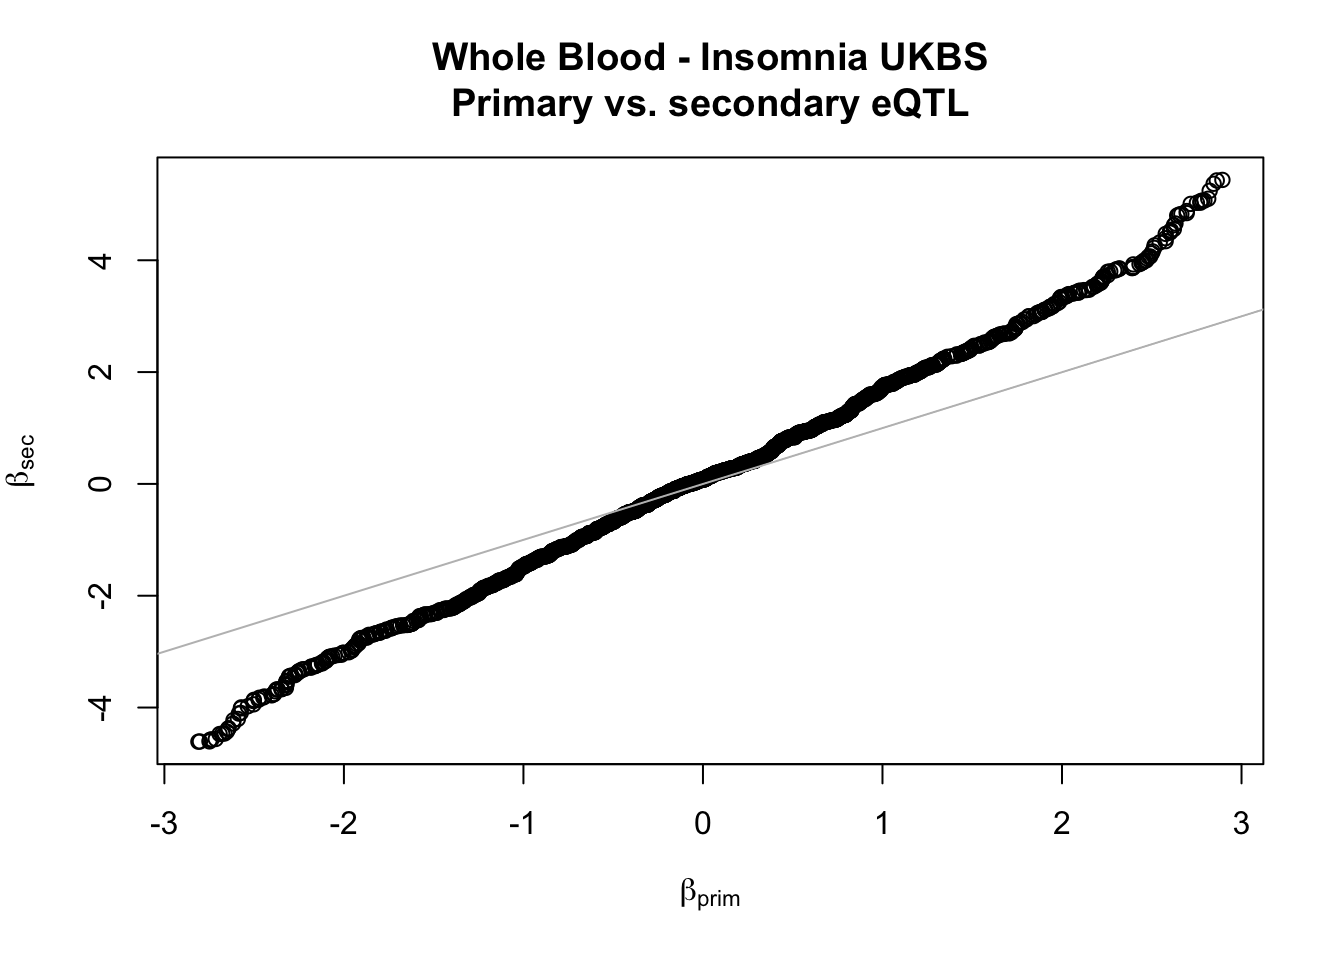 Whole Blood - Insomnia UKBS
Primary vs. secondary eQTL
βsec
4
2
0
-2
-4
-3 -2 -1 0 1 2 3
βprim